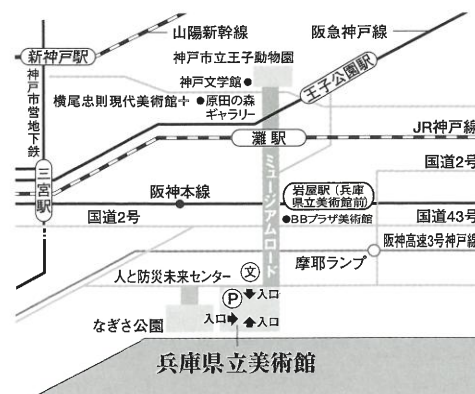 山陽新幹線
阪急神戸線
新神戸駅
神戸市立王子動物園
王子公園駅
神戸文学館
神戸市営地下鉄
横尾忠則現代美術館
原田の森
ギャラリー
JR神戸線
灘駅
国道2号
三宮駅
ミュージアムロード
阪神本線
岩屋駅(兵庫
県立美術館前)
国道2号
BBプラザ美術館
国道43号
阪神高速3号神戸線
摩耶ランプ
人と防災未来センター
文
P
入口
入口
入口
なぎさ公園
兵庫県立美術館